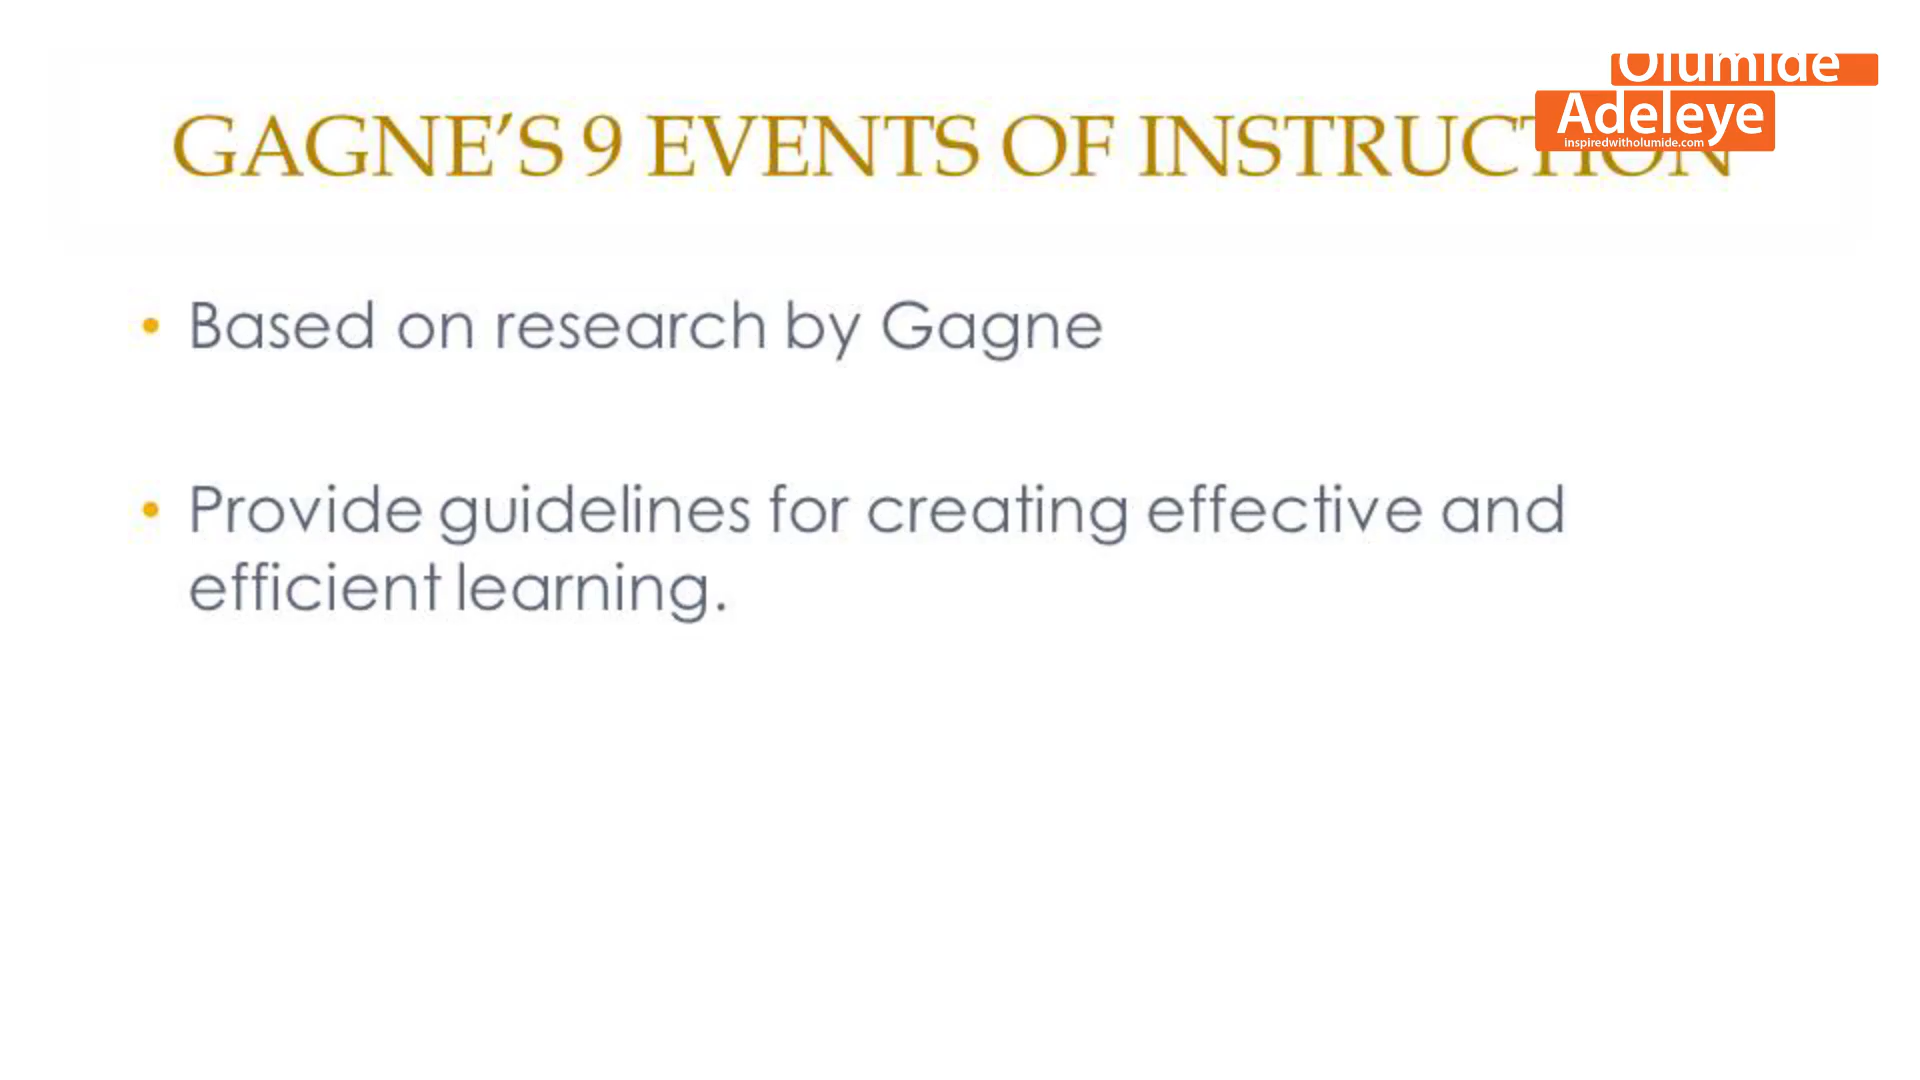 Olumide
Adeleye
inspiredwitholumide.com
GAGNE’S 9 EVENTS OF INSTRUCTION
• Based on research by Gagne
• Provide guidelines for creating effective and
efficient learning.